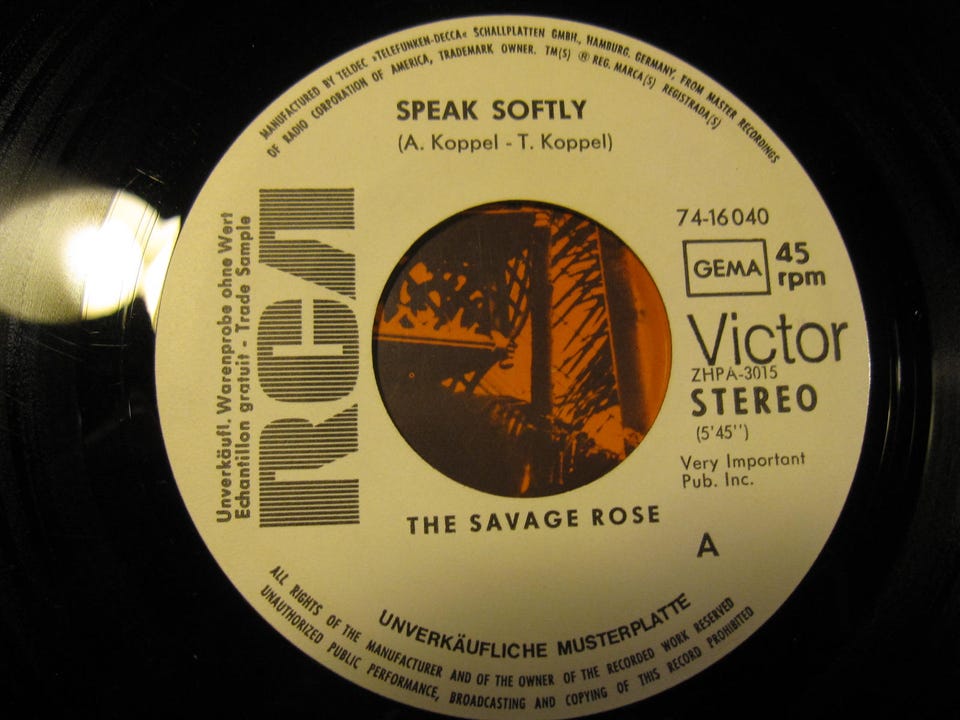 MANUFACTURED BY TELDEC »TELEFUNKEN-DECCA« SCHALLPLATTEN GMBH., HAMBURG. GERMANY, FROM MASTER RECORDINGS
OF RADIO CORPORATION OF AMERICA, TRADEMARK OWNER. TM(S) ® REG. MARCA(S) REGISTRADA(S)
SPEAK SOFTLY
(A. Koppel - T. Koppel)
RCA
Unverkäufl. Warenprobe ohne Wert
Echantillon gratuit - Trade Sample
74-16040
GEMA
45
rpm
Victor
ZHPA-3015
STEREO
(5'45'')
Very Important
Pub. Inc.
THE SAVAGE ROSE
A
UNVERKÄUFLICHE MUSTERPLATTE
ALL RIGHTS OF THE MANUFACTURER AND OF THE OWNER OF THE RECORDED WORK RESERVED
UNAUTHORIZED PUBLIC PERFORMANCE, BROADCASTING AND COPYING OF THIS RECORD PROHIBITED